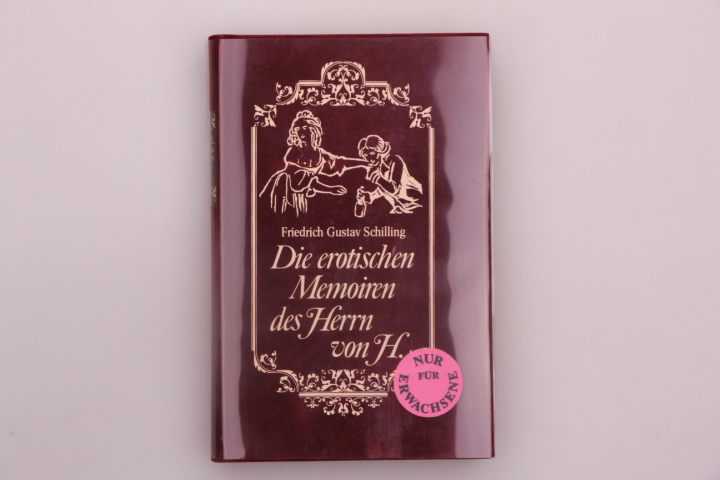 Friedrich Gustav Schilling
Die erotischen
Memoiren
des Herrn
von H.
NUR
FÜR
ERWACHSENE